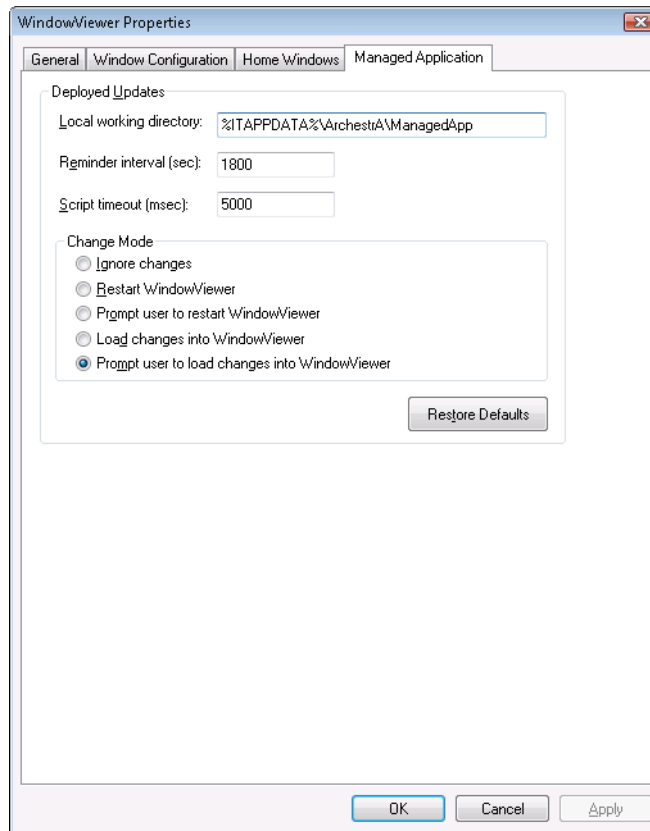 WindowViewer Properties
General Window Configuration Home Windows Managed Application
Deployed Updates
Local working directory: %ITAPPDATA%\ArchestrA\ManagedApp
Reminder interval (sec): 1800
Script timeout (msec): 5000
Change Mode
Ignore changes
Restart WindowViewer
Prompt user to restart WindowViewer
Load changes into WindowViewer
Prompt user to load changes into WindowViewer
Restore Defaults
OK Cancel Apply